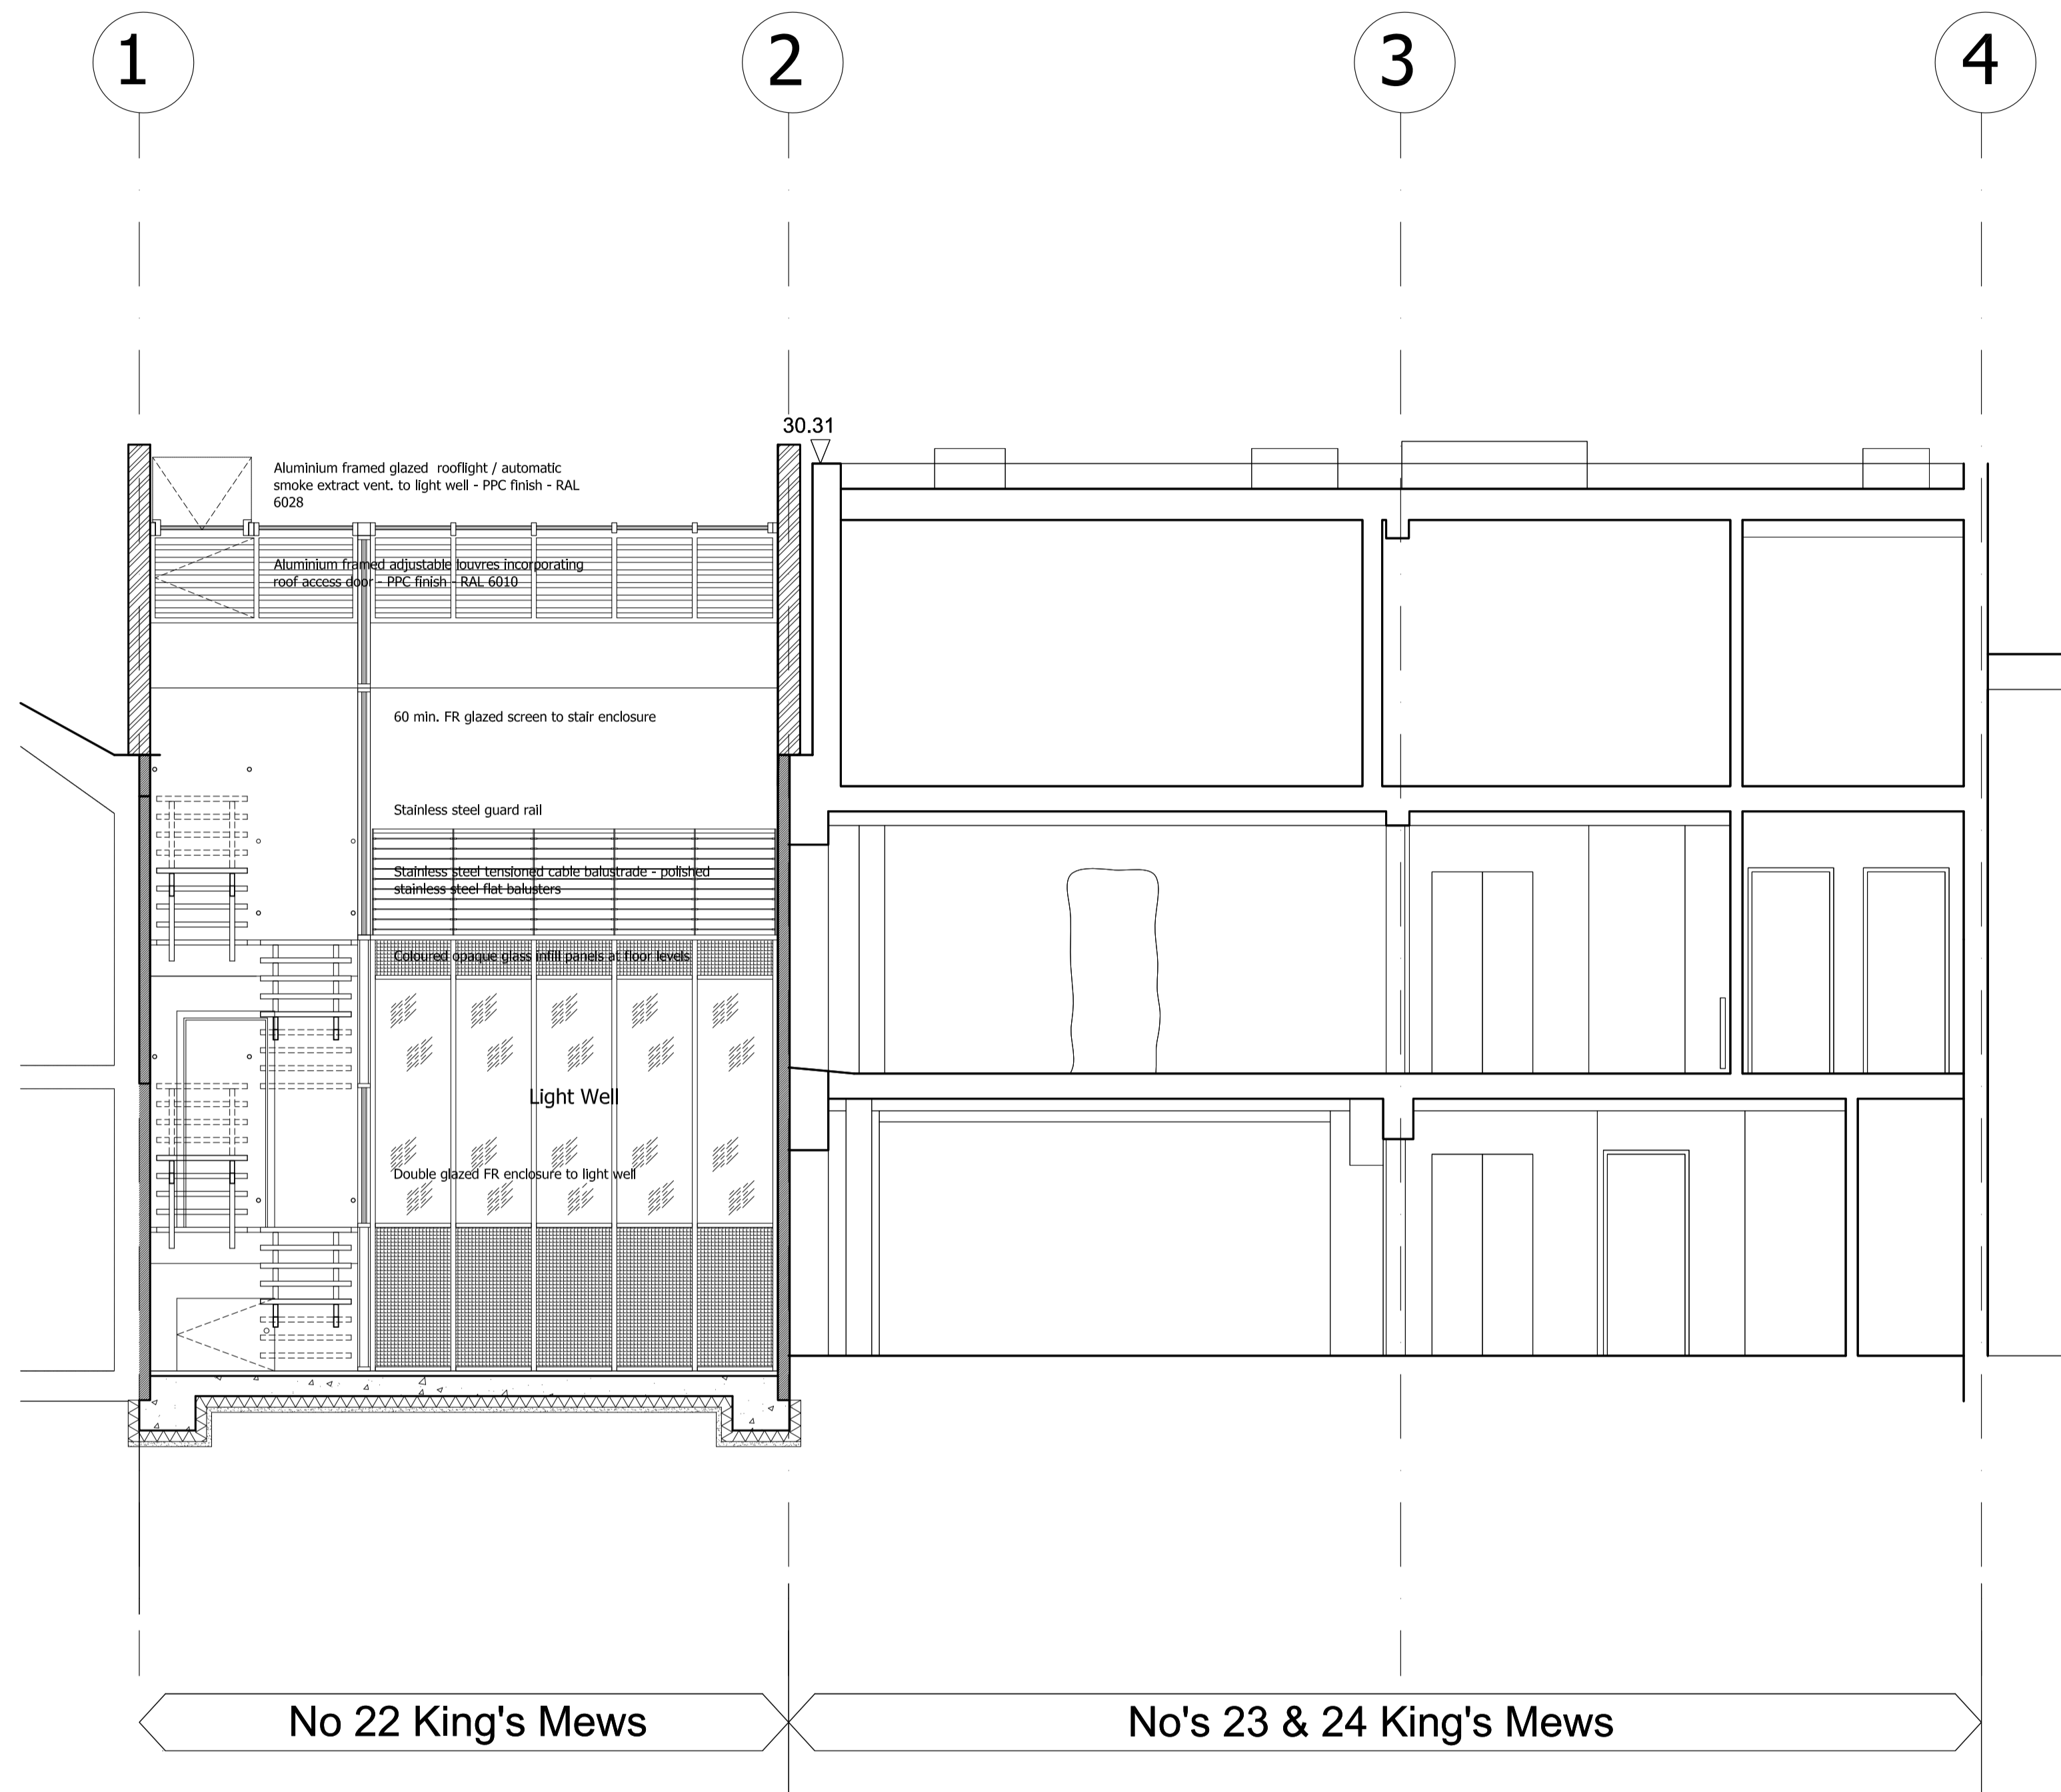 1
2
3
4
30.31
Aluminium framed glazed rooflight / automatic
smoke extract vent. to light well - PPC finish - RAL
6028
Aluminium framed adjustable louvres incorporating
roof access door - PPC finish - RAL 6010
60 min. FR glazed screen to stair enclosure
Stainless steel guard rail
Stainless steel tensioned cable balustrade - polished
stainless steel flat balusters
Coloured opaque glass infill panels at floor levels
Light Well
Double glazed FR enclosure to light well
No 22 King's Mews
No's 23 & 24 King's Mews